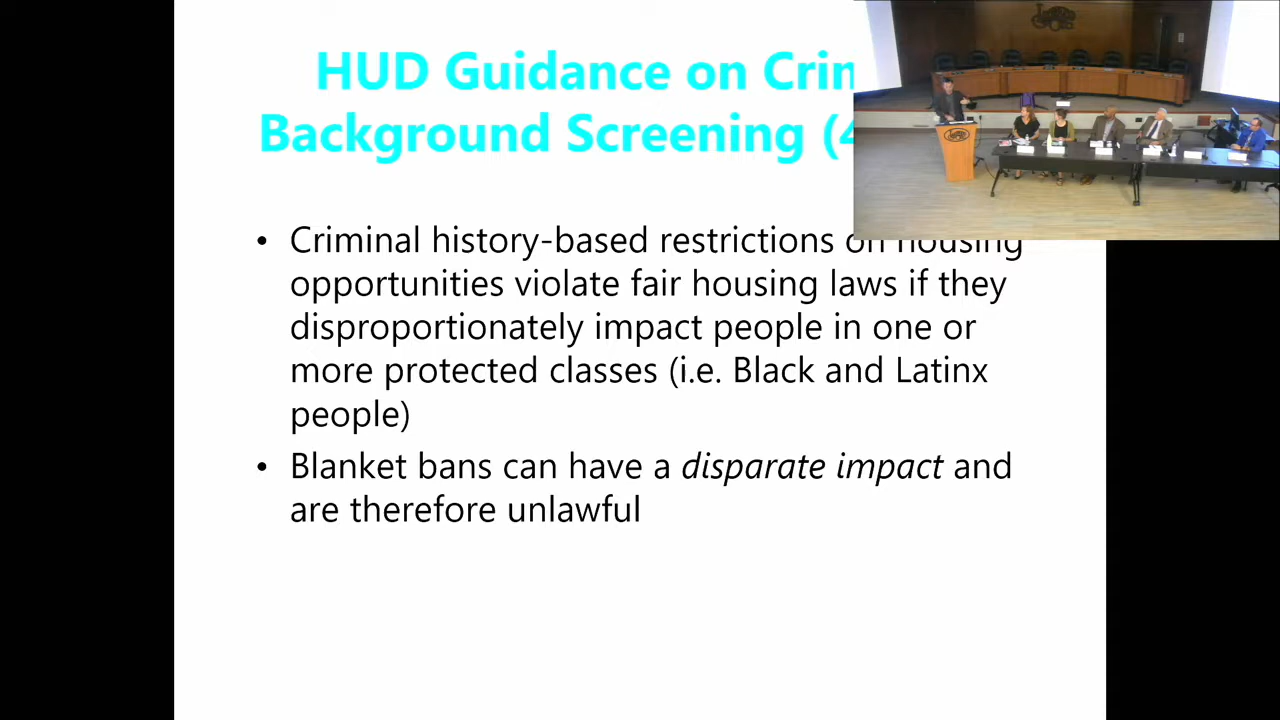 HUD Guidance on Crim
Background Screening (4
• Criminal history-based restrictions on housing
opportunities violate fair housing laws if they
disproportionately impact people in one or
more protected classes (i.e. Black and Latinx
people)
• Blanket bans can have a disparate impact and
are therefore unlawful